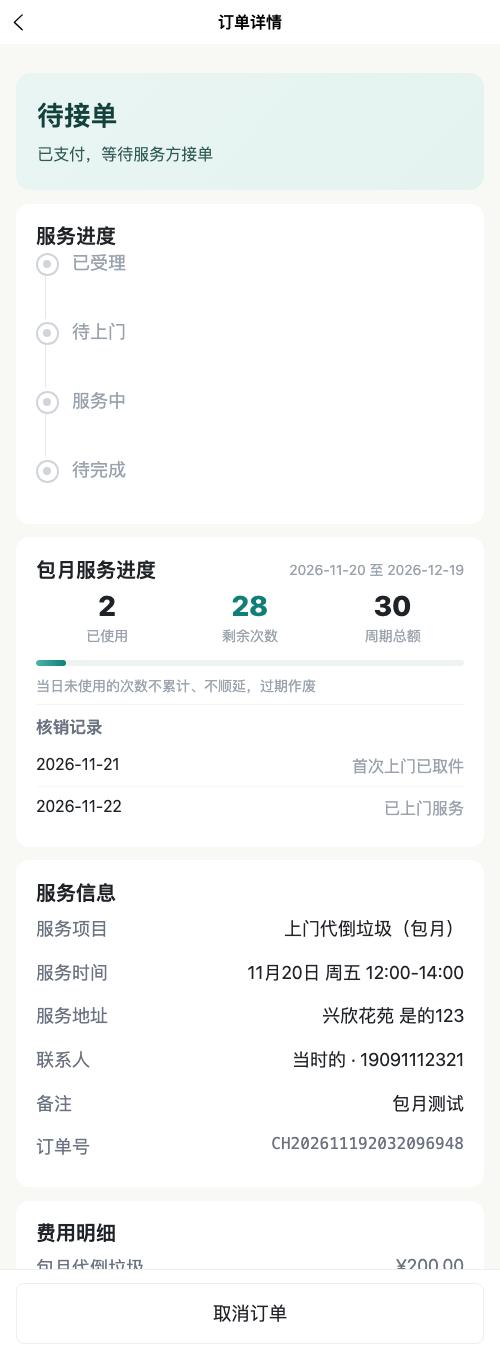 订单详情
待接单
已支付，等待服务方接单
服务进度
已受理
待上门
服务中
待完成
包月服务进度 2026-11-20 至 2026-12-19
2 28 30
已使用 剩余次数 周期总额
当日未使用的次数不累计、不顺延，过期作废
核销记录
2026-11-21 首次上门已取件
2026-11-22 已上门服务
服务信息
服务项目 上门代倒垃圾（包月）
服务时间 11月20日 周五 12:00-14:00
服务地址 兴欣花苑 是的123
联系人 当时的 · 19091112321
备注 包月测试
订单号 CH202611192032096948
费用明细
包月代倒垃圾 ¥200.00
取消订单